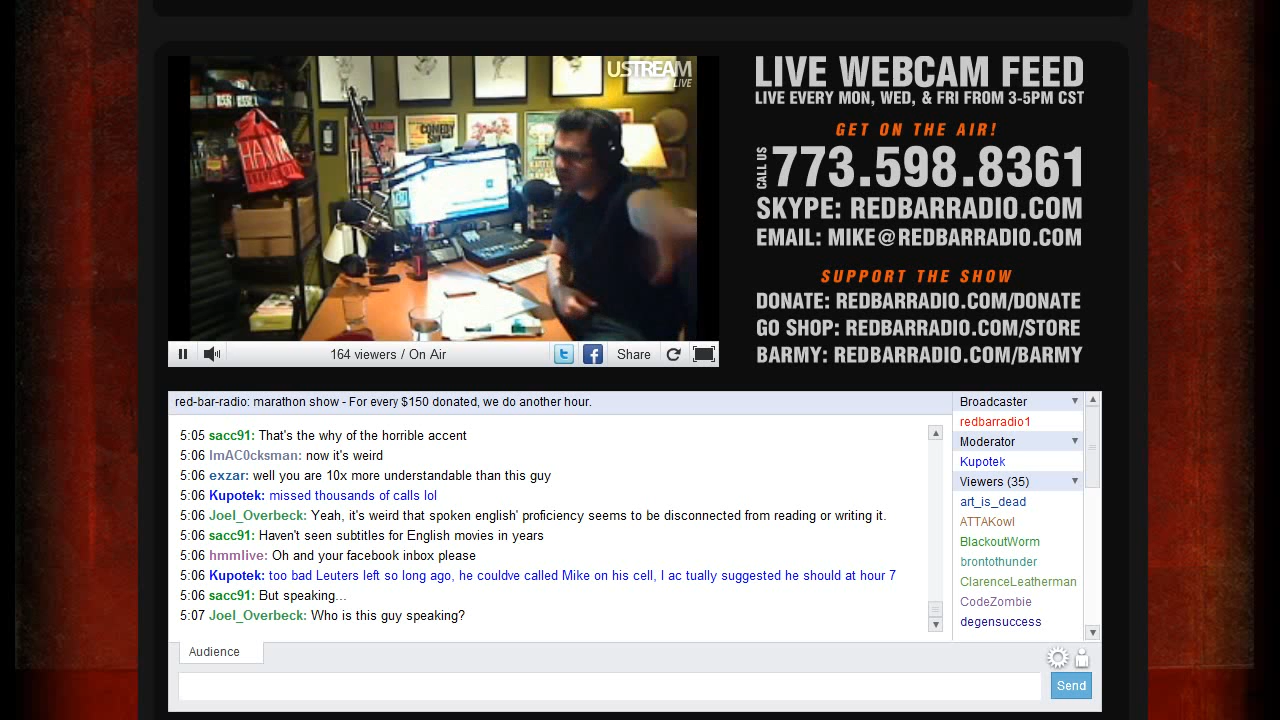 USTREAM
LIVE
HAWK
COMEDY
LIVE WEBCAM FEED
LIVE EVERY MON, WED, & FRI FROM 3-5PM CST
GET ON THE AIR!
CALL US 773.598.8361
SKYPE: REDBARRADIO.COM
EMAIL: MIKE@REDBARRADIO.COM
SUPPORT THE SHOW
DONATE: REDBARRADIO.COM/DONATE
GO SHOP: REDBARRADIO.COM/STORE
BARMY: REDBARRADIO.COM/BARMY
164 viewers / On Air
Share
red-bar-radio: marathon show - For every $150 donated, we do another hour.
5:05 sacc91: That's the why of the horrible accent
5:06 ImAC0cksman: now it's weird
5:06 exzar: well you are 10x more understandable than this guy
5:06 Kupotek: missed thousands of calls lol
5:06 Joel_Overbeck: Yeah, it's weird that spoken english' proficiency seems to be disconnected from reading or writing it.
5:06 sacc91: Haven't seen subtitles for English movies in years
5:06 hmmlive: Oh and your facebook inbox please
5:06 Kupotek: too bad Leuters left so long ago, he couldve called Mike on his cell, I ac tually suggested he should at hour 7
5:06 sacc91: But speaking...
5:07 Joel_Overbeck: Who is this guy speaking?
Broadcaster
redbarradio1
Moderator
Kupotek
Viewers (35)
art_is_dead
ATTAKowl
BlackoutWorm
brontothunder
ClarenceLeatherman
CodeZombie
degensuccess
Audience
Send